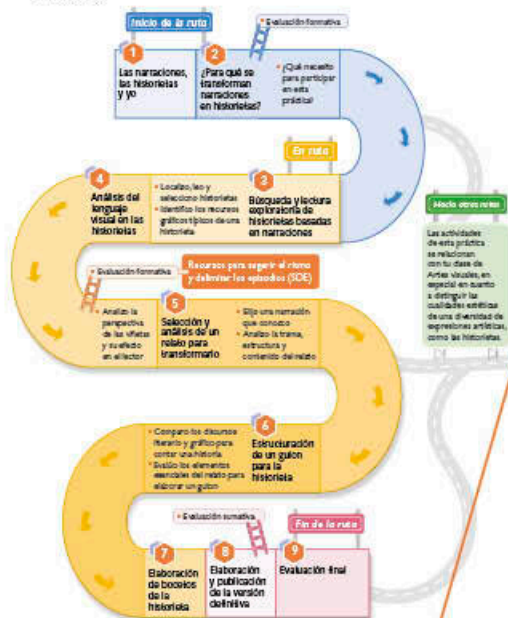 Inicio de la ruta
• Evaluación formativa
1
Las narraciones,
las historietas
y yo
2
¿Para qué se
transforman
narraciones
en historietas?
• ¿Qué necesito
para participar
en esta
práctica?
En ruta
4
Análisis del
lenguaje
visual en las
historietas
• Localizo, leo y
selecciono historietas
• Identifico los recursos
gráficos típicos de una
historieta
3
Búsqueda y lectura
exploratoria de
historietas basadas
en narraciones
Hacia otras rutas
Las actividades
de esta práctica
se relacionan
con tu clase de
Artes visuales, en
especial en cuanto
a distinguir las
cualidades estéticas
de una diversidad de
expresiones artísticas,
como las historietas.
• Evaluación formativa
Recursos para sugerir el ritmo
y delimitar los episodios (SDE)
• Analizo la
perspectiva
de las viñetas
y su efecto
en el lector
5
Selección y
análisis de un
relato para
transformarlo
• Elijo una narración
que conozco
• Analizo la trama,
estructura y
contenido del relato
• Comparo los discursos
literario y gráfico para
contar una historia
• Evalúo los elementos
esenciales del relato para
elaborar un guion
6
Estructuración
de un guion
para la
historieta
• Evaluación sumativa
Fin de la ruta
7
Elaboración
de bocetos
de la
historieta
8
Elaboración
y publicación
de la versión
definitiva
9
Evaluación final